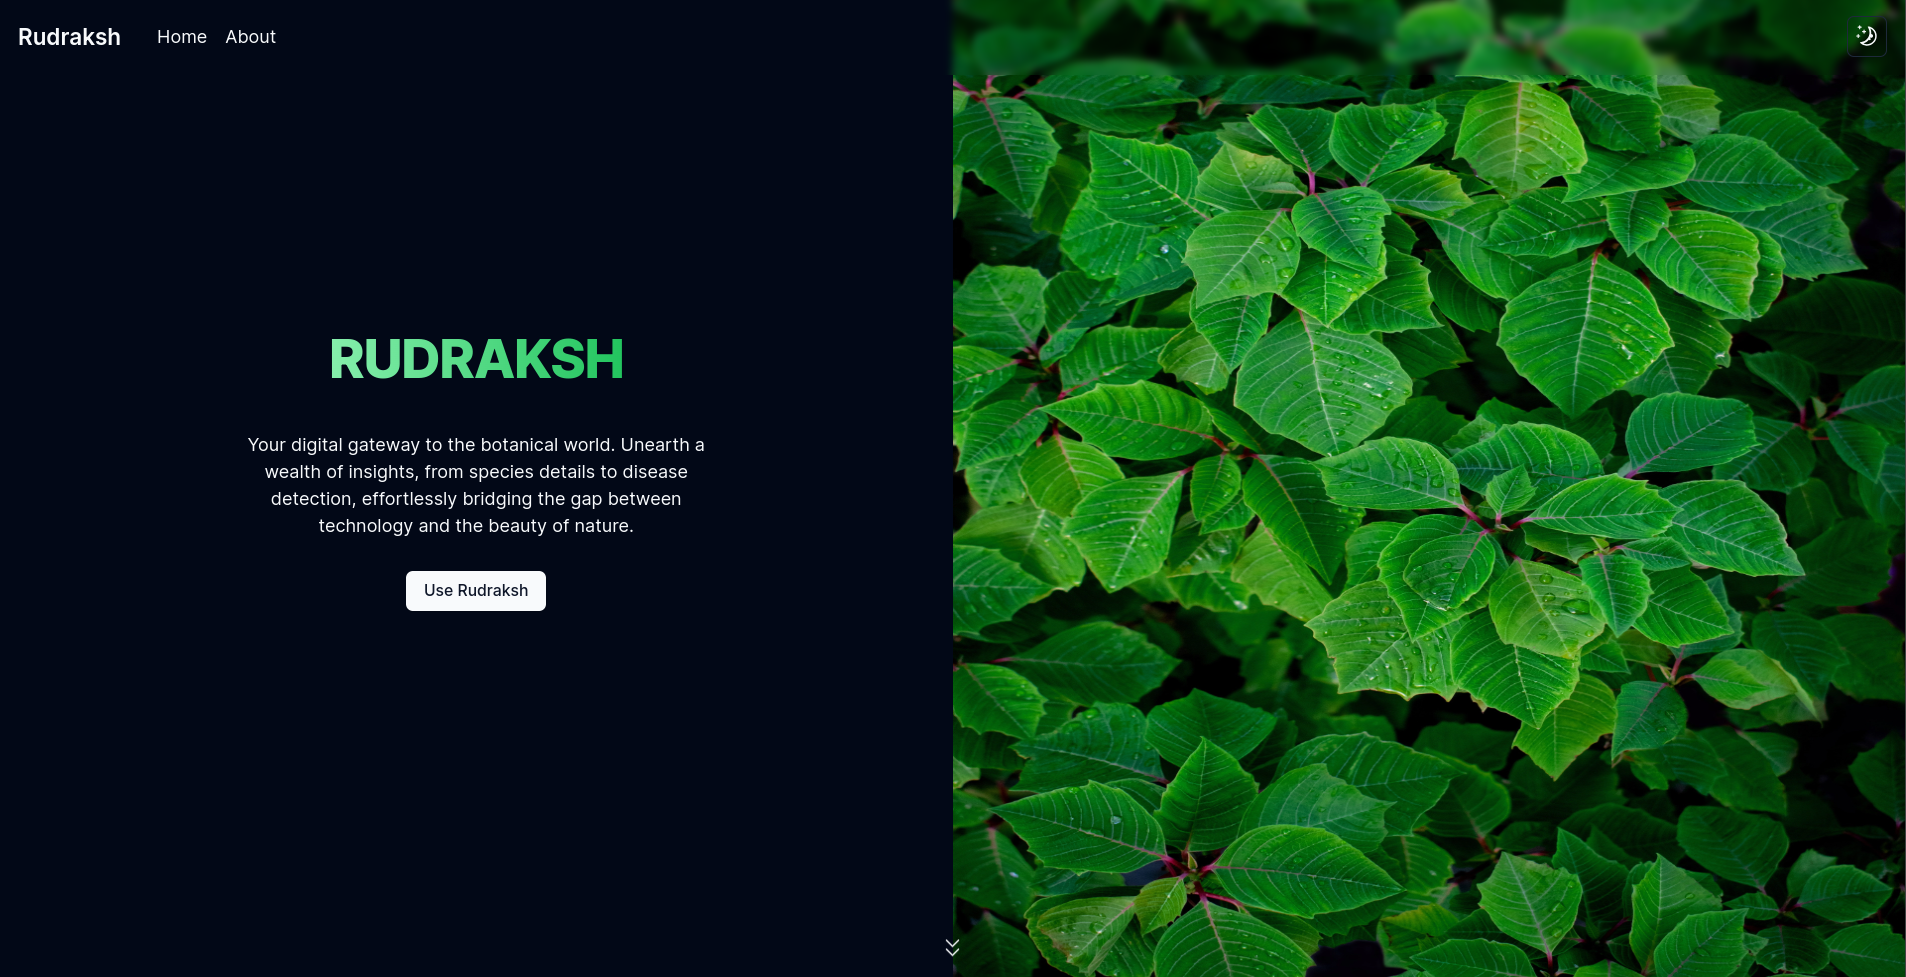 Rudraksh
Home
About
RUDRAKSH
Your digital gateway to the botanical world. Unearth a
wealth of insights, from species details to disease
detection, effortlessly bridging the gap between
technology and the beauty of nature.
Use Rudraksh